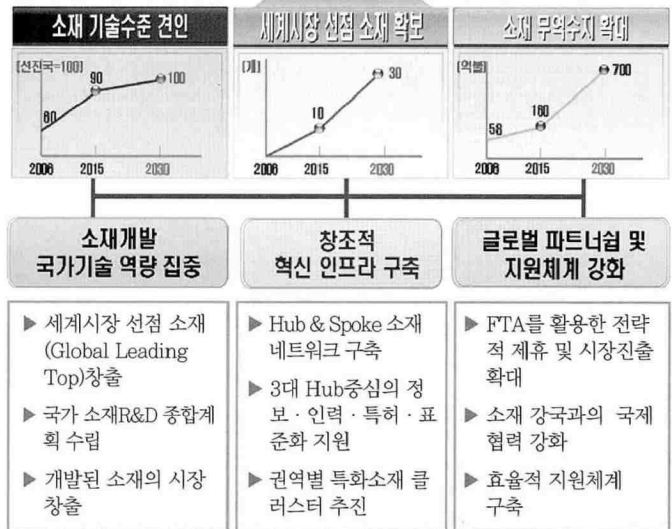 소재 기술수준 견인
[선진국=100]
60
90
100
2006
2015
2030
세계시장 선점 소재 확보
[개]
10
30
2006
2015
2030
소재 무역수지 확대
[억불]
58
160
700
2006
2015
2030
소재개발
국가기술 역량 집중
▶ 세계시장 선점 소재
(Global Leading
Top)창출
▶ 국가 소재R&D 종합계
획 수립
▶ 개발된 소재의 시장
창출
창조적
혁신 인프라 구축
▶ Hub & Spoke 소재
네트워크 구축
▶ 3대 Hub중심의 정
보 · 인력 · 특허 · 표
준화 지원
▶ 권역별 특화소재 클
러스터 추진
글로벌 파트너쉽 및
지원체계 강화
▶ FTA를 활용한 전략
적 제휴 및 시장진출
확대
▶ 소재 강국과의 국제
협력 강화
▶ 효율적 지원체계
구축